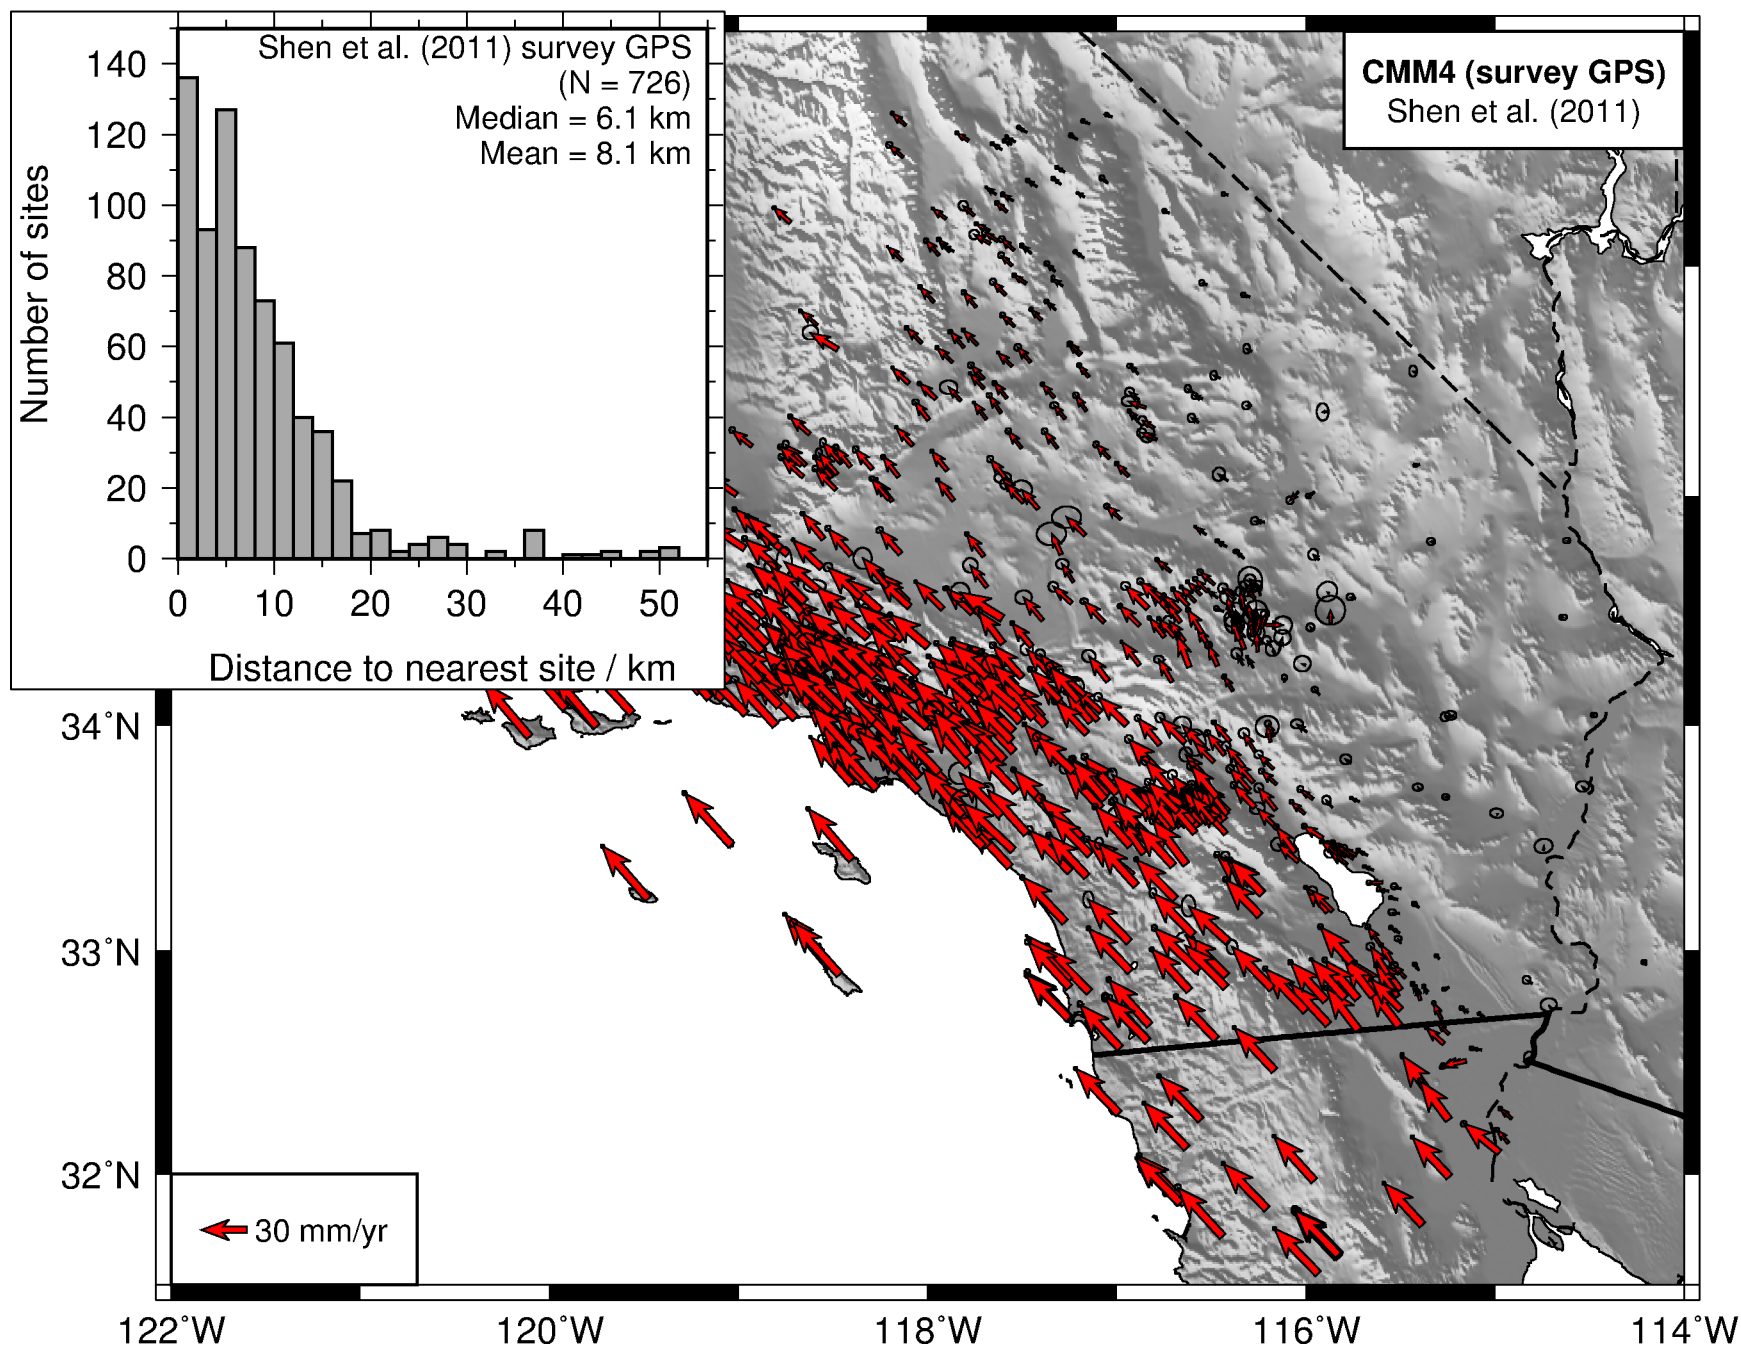 Shen et al. (2011) survey GPS
(N = 726)
Median = 6.1 km
Mean = 8.1 km
Number of sites
140
120
100
80
60
40
20
0
0 10 20 30 40 50
Distance to nearest site / km
CMM4 (survey GPS)
Shen et al. (2011)
34˚N
33˚N
32˚N
30 mm/yr
122˚W 120˚W 118˚W 116˚W 114˚W